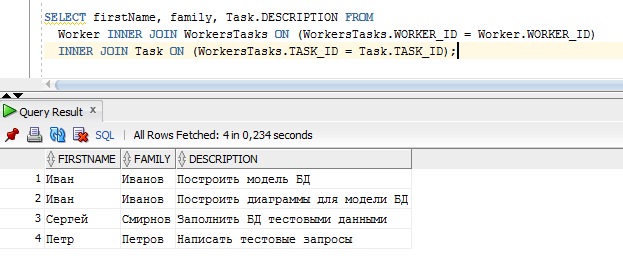 SELECT firstName, family, Task.DESCRIPTION FROM
Worker INNER JOIN WorkersTasks ON (WorkersTasks.WORKER_ID = Worker.WORKER_ID)
INNER JOIN Task ON (WorkersTasks.TASK_ID = Task.TASK_ID);
Query Result x
SQL | All Rows Fetched: 4 in 0,234 seconds
FIRSTNAME FAMILY DESCRIPTION
1 Иван Иванов Построить модель БД
2 Иван Иванов Построить диаграммы для модели БД
3 Сергей Смирнов Заполнить БД тестовыми данными
4 Петр Петров Написать тестовые запросы